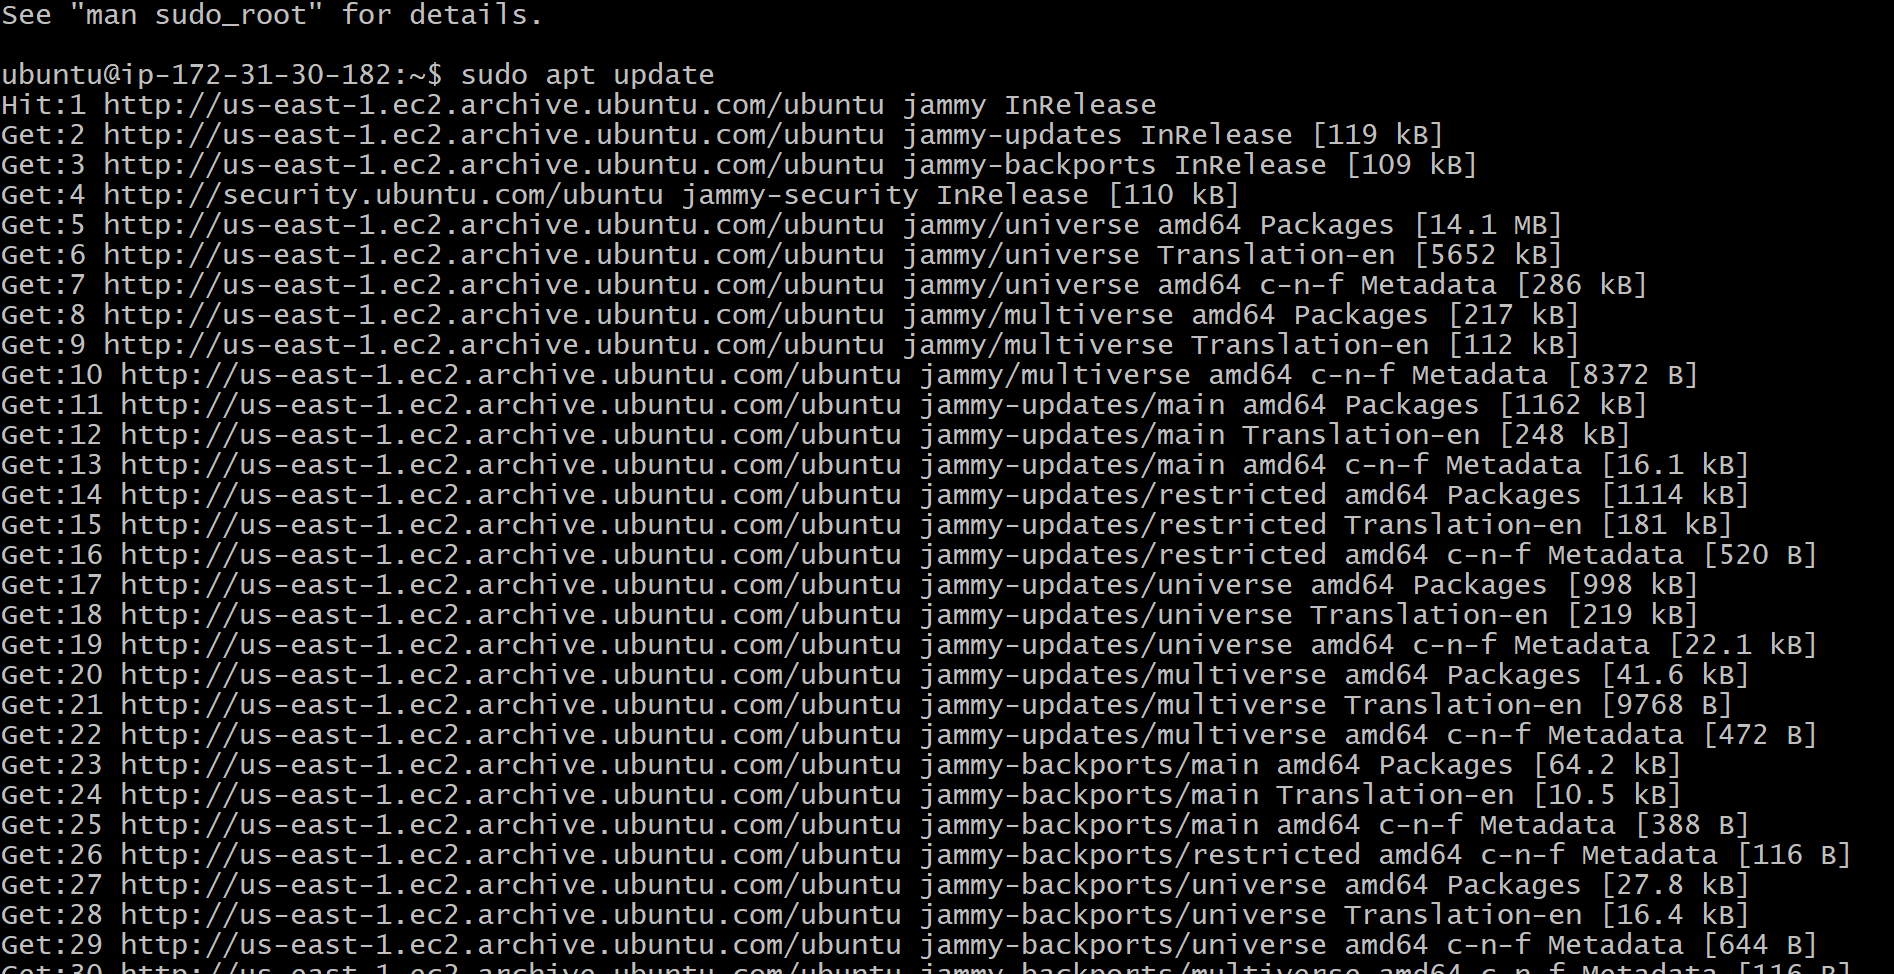 See "man sudo_root" for details.
ubuntu@ip-172-31-30-182:~$ sudo apt update
Hit:1 http://us-east-1.ec2.archive.ubuntu.com/ubuntu jammy InRelease
Get:2 http://us-east-1.ec2.archive.ubuntu.com/ubuntu jammy-updates InRelease [119 kB]
Get:3 http://us-east-1.ec2.archive.ubuntu.com/ubuntu jammy-backports InRelease [109 kB]
Get:4 http://security.ubuntu.com/ubuntu jammy-security InRelease [110 kB]
Get:5 http://us-east-1.ec2.archive.ubuntu.com/ubuntu jammy/universe amd64 Packages [14.1 MB]
Get:6 http://us-east-1.ec2.archive.ubuntu.com/ubuntu jammy/universe Translation-en [5652 kB]
Get:7 http://us-east-1.ec2.archive.ubuntu.com/ubuntu jammy/universe amd64 c-n-f Metadata [286 kB]
Get:8 http://us-east-1.ec2.archive.ubuntu.com/ubuntu jammy/multiverse amd64 Packages [217 kB]
Get:9 http://us-east-1.ec2.archive.ubuntu.com/ubuntu jammy/multiverse Translation-en [112 kB]
Get:10 http://us-east-1.ec2.archive.ubuntu.com/ubuntu jammy/multiverse amd64 c-n-f Metadata [8372 B]
Get:11 http://us-east-1.ec2.archive.ubuntu.com/ubuntu jammy-updates/main amd64 Packages [1162 kB]
Get:12 http://us-east-1.ec2.archive.ubuntu.com/ubuntu jammy-updates/main Translation-en [248 kB]
Get:13 http://us-east-1.ec2.archive.ubuntu.com/ubuntu jammy-updates/main amd64 c-n-f Metadata [16.1 kB]
Get:14 http://us-east-1.ec2.archive.ubuntu.com/ubuntu jammy-updates/restricted amd64 Packages [1114 kB]
Get:15 http://us-east-1.ec2.archive.ubuntu.com/ubuntu jammy-updates/restricted Translation-en [181 kB]
Get:16 http://us-east-1.ec2.archive.ubuntu.com/ubuntu jammy-updates/restricted amd64 c-n-f Metadata [520 B]
Get:17 http://us-east-1.ec2.archive.ubuntu.com/ubuntu jammy-updates/universe amd64 Packages [998 kB]
Get:18 http://us-east-1.ec2.archive.ubuntu.com/ubuntu jammy-updates/universe Translation-en [219 kB]
Get:19 http://us-east-1.ec2.archive.ubuntu.com/ubuntu jammy-updates/universe amd64 c-n-f Metadata [22.1 kB]
Get:20 http://us-east-1.ec2.archive.ubuntu.com/ubuntu jammy-updates/multiverse amd64 Packages [41.6 kB]
Get:21 http://us-east-1.ec2.archive.ubuntu.com/ubuntu jammy-updates/multiverse Translation-en [9768 B]
Get:22 http://us-east-1.ec2.archive.ubuntu.com/ubuntu jammy-updates/multiverse amd64 c-n-f Metadata [472 B]
Get:23 http://us-east-1.ec2.archive.ubuntu.com/ubuntu jammy-backports/main amd64 Packages [64.2 kB]
Get:24 http://us-east-1.ec2.archive.ubuntu.com/ubuntu jammy-backports/main Translation-en [10.5 kB]
Get:25 http://us-east-1.ec2.archive.ubuntu.com/ubuntu jammy-backports/main amd64 c-n-f Metadata [388 B]
Get:26 http://us-east-1.ec2.archive.ubuntu.com/ubuntu jammy-backports/restricted amd64 c-n-f Metadata [116 B]
Get:27 http://us-east-1.ec2.archive.ubuntu.com/ubuntu jammy-backports/universe amd64 Packages [27.8 kB]
Get:28 http://us-east-1.ec2.archive.ubuntu.com/ubuntu jammy-backports/universe Translation-en [16.4 kB]
Get:29 http://us-east-1.ec2.archive.ubuntu.com/ubuntu jammy-backports/universe amd64 c-n-f Metadata [644 B]
Get:30 http://us-east-1.ec2.archive.ubuntu.com/ubuntu jammy-backports/multiverse amd64 c-n-f Metadata [116 B]